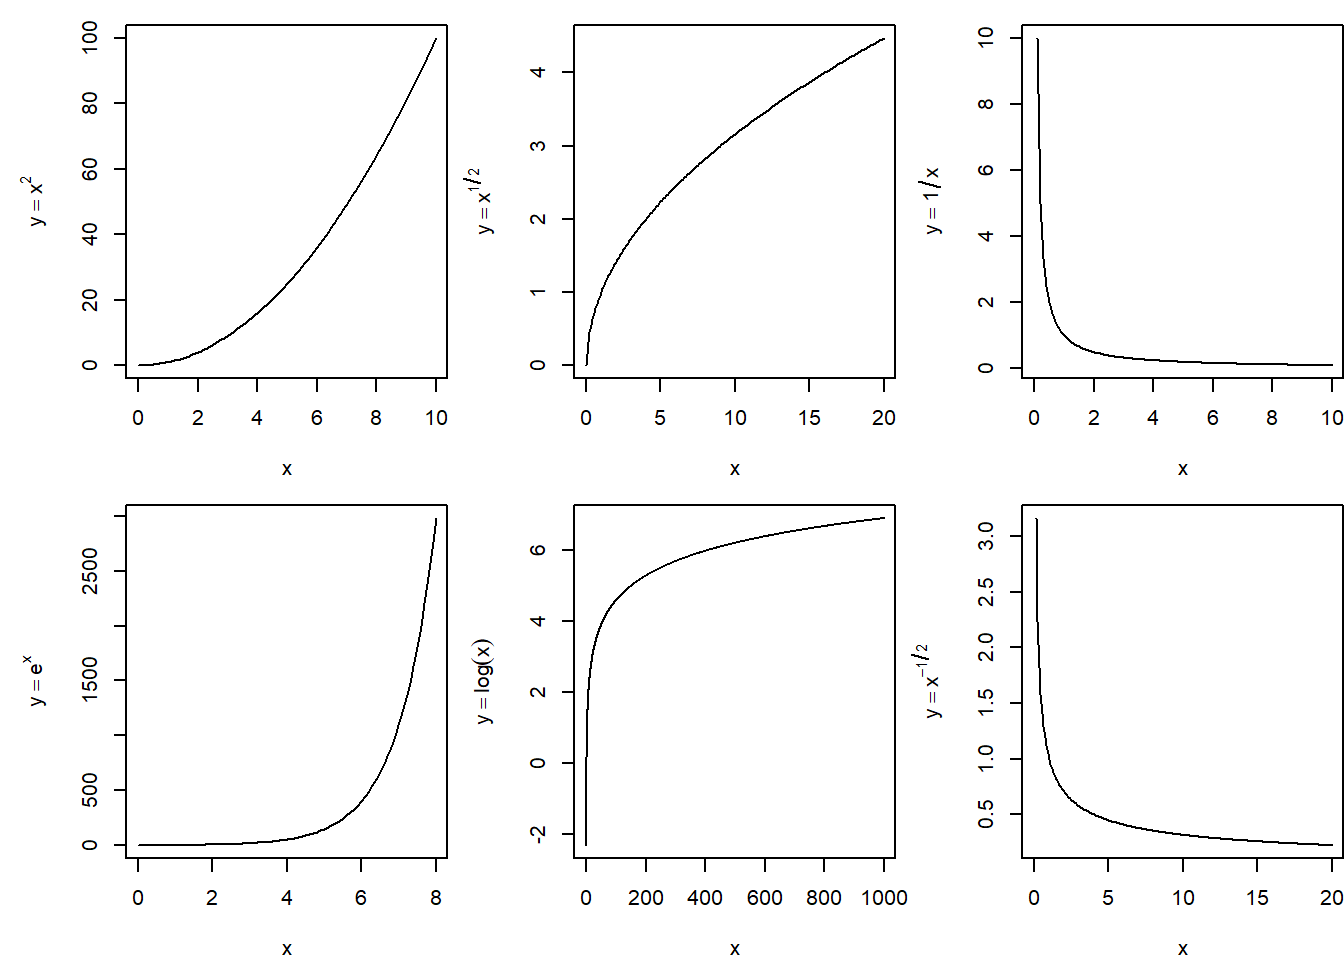 y = x²
100
80
60
40
20
0
0 2 4 6 8 10
x
y = x^1/2
4
3
2
1
0
0 5 10 15 20
x
y = 1/x
10
8
6
4
2
0
0 2 4 6 8 10
x
y = e^x
2500
1500
500
0
0 2 4 6 8
x
y = log(x)
6
4
2
0
-2
0 200 400 600 800 1000
x
y = x^−1/2
3.0
2.5
2.0
1.5
1.0
0.5
0 5 10 15 20
x